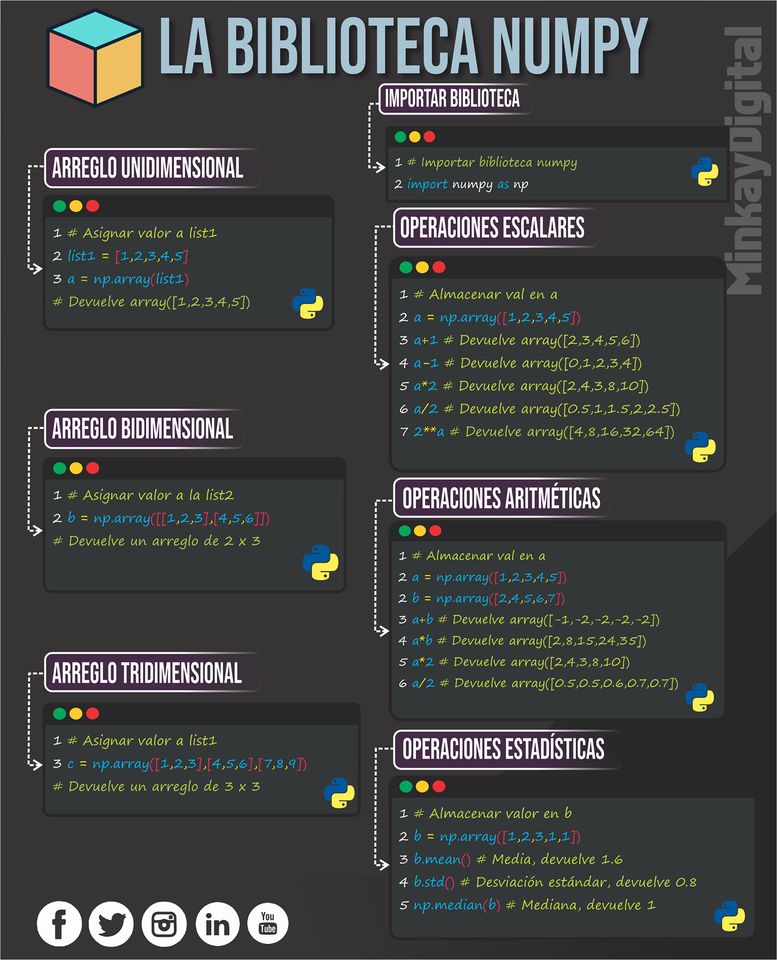 LA BIBLIOTECA NUMPY
MinkayDigital
IMPORTAR BIBLIOTECA
1 # Importar biblioteca numpy
2 import numpy as np
ARREGLO UNIDIMENSIONAL
1 # Asignar valor a list1
2 list1 = [1,2,3,4,5]
3 a = np.array(list1)
# Devuelve array([1,2,3,4,5])
OPERACIONES ESCALARES
1 # Almacenar val en a
2 a = np.array([1,2,3,4,5])
3 a+1 # Devuelve array([2,3,4,5,6])
4 a-1 # Devuelve array([0,1,2,3,4])
5 a*2 # Devuelve array([2,4,3,8,10])
6 a/2 # Devuelve array([0.5,1,1.5,2,2.5])
7 2**a # Devuelve array([4,8,16,32,64])
ARREGLO BIDIMENSIONAL
1 # Asignar valor a la list2
2 b = np.array([[1,2,3],[4,5,6]])
# Devuelve un arreglo de 2 x 3
OPERACIONES ARITMÉTICAS
1 # Almacenar val en a
2 a = np.array([1,2,3,4,5])
2 b = np.array([2,4,5,6,7])
3 a+b # Devuelve array([-1,-2,-2,-2,-2])
4 a*b # Devuelve array([2,8,15,24,35])
5 a*2 # Devuelve array([2,4,3,8,10])
6 a/2 # Devuelve array([0.5,0.5,0.6,0.7,0.7])
ARREGLO TRIDIMENSIONAL
1 # Asignar valor a list1
3 c = np.array([1,2,3],[4,5,6],[7,8,9])
# Devuelve un arreglo de 3 x 3
OPERACIONES ESTADÍSTICAS
1 # Almacenar valor en b
2 b = np.array([1,2,3,1,1])
3 b.mean() # Media, devuelve 1.6
4 b.std() # Desviación estándar, devuelve 0.8
5 np.median(b) # Mediana, devuelve 1
f
in
You
Tube